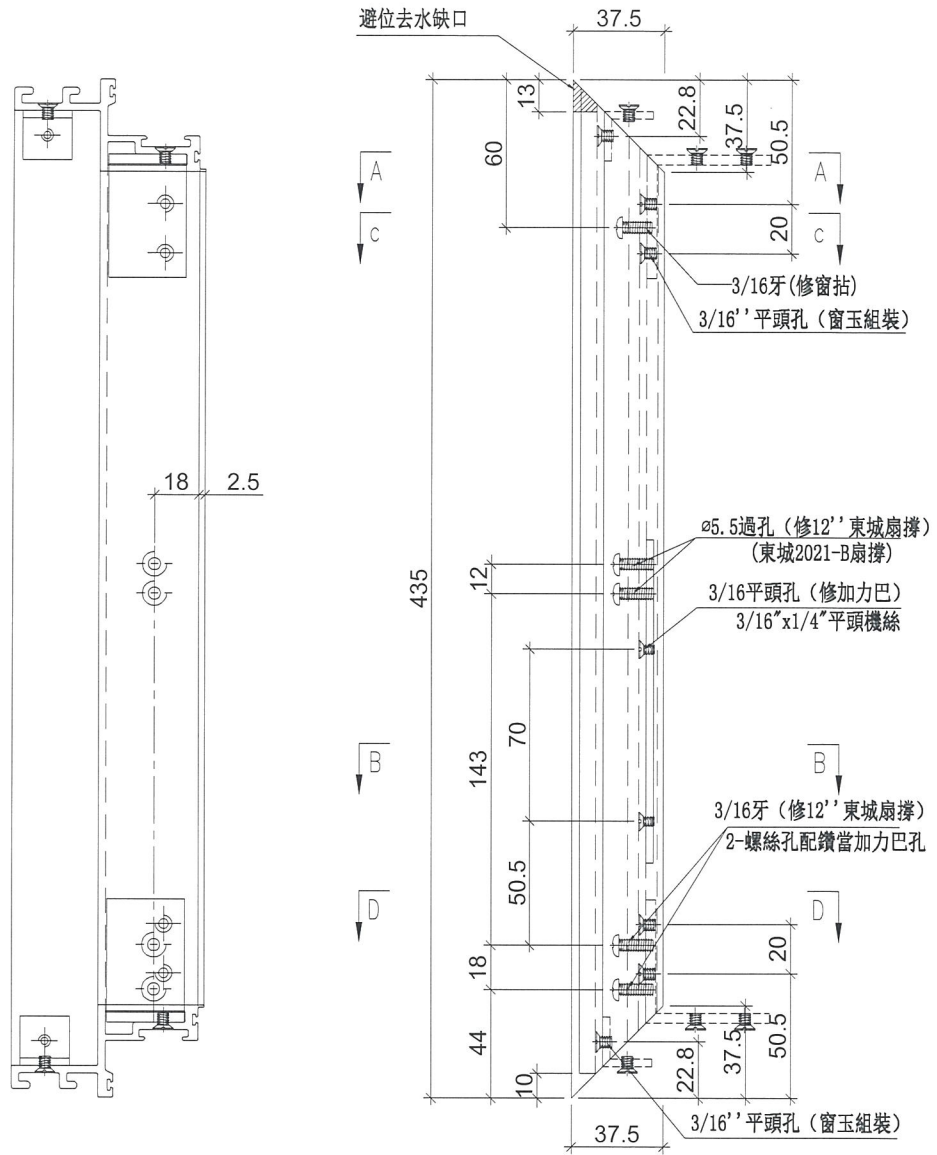 避位去水缺口
37.5
13
22.8
37.5
50.5
60
A
A
C
C
20
3/16牙(修窗拈)
3/16''平頭孔（窗玉組裝）
18
2.5
435
12
ø5.5過孔（修12''東城扇撐）
(東城2021-B扇撐)
3/16平頭孔（修加力巴）
3/16"x1/4"平頭機絲
70
143
B
B
3/16牙（修12''東城扇撐）
2-螺絲孔配鑽當加力巴孔
50.5
D
D
20
18
44
10
22.8
37.5
50.5
3/16''平頭孔（窗玉組裝）
37.5